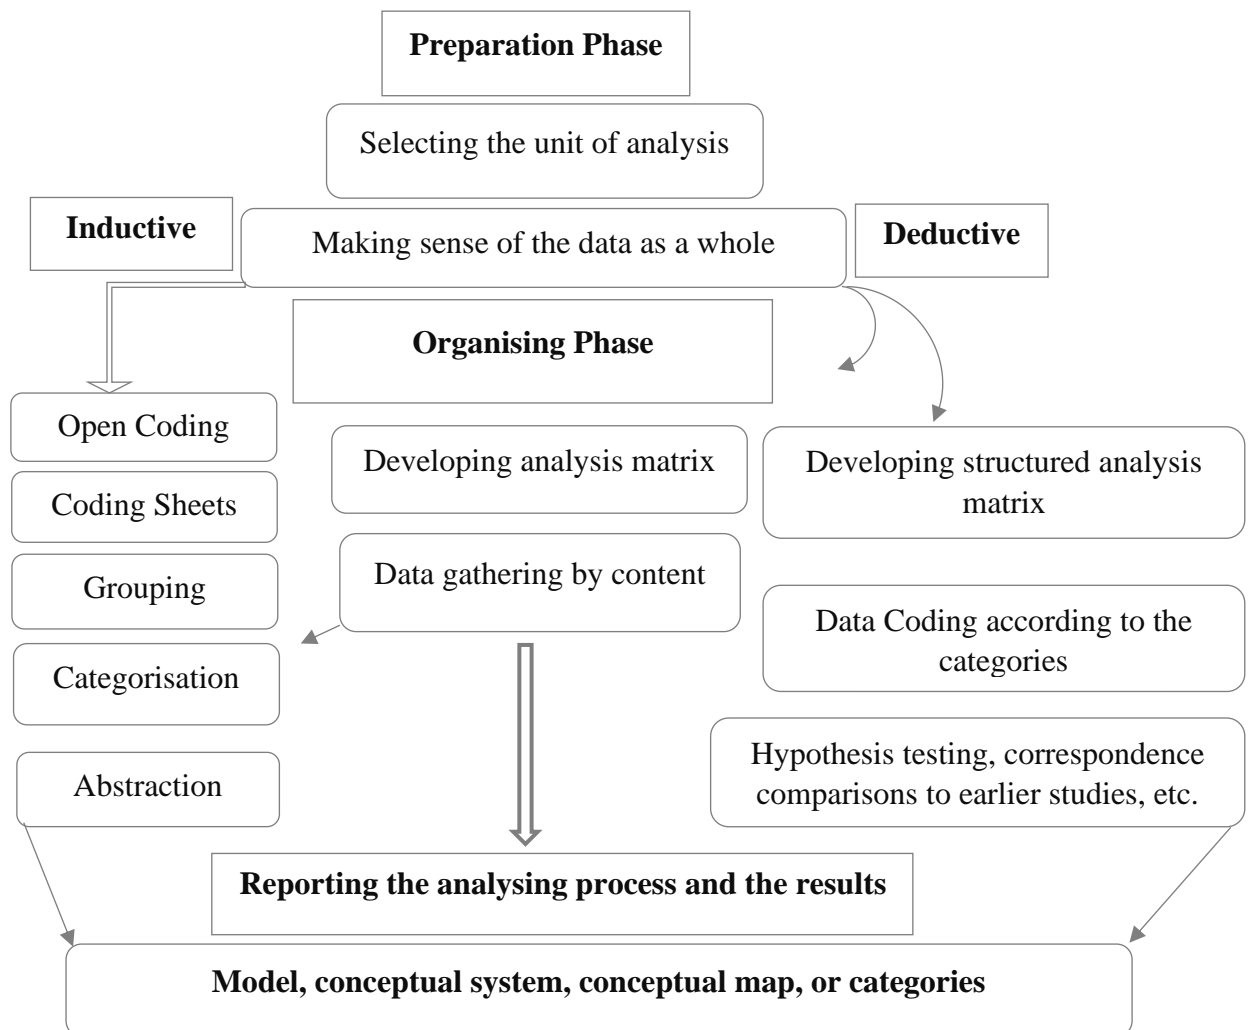 Preparation Phase
Selecting the unit of analysis
Inductive
Making sense of the data as a whole
Deductive
Organising Phase
Open Coding
Coding Sheets
Grouping
Categorisation
Abstraction
Developing analysis matrix
Data gathering by content
Developing structured analysis
matrix
Data Coding according to the
categories
Hypothesis testing, correspondence
comparisons to earlier studies, etc.
Reporting the analysing process and the results
Model, conceptual system, conceptual map, or categories